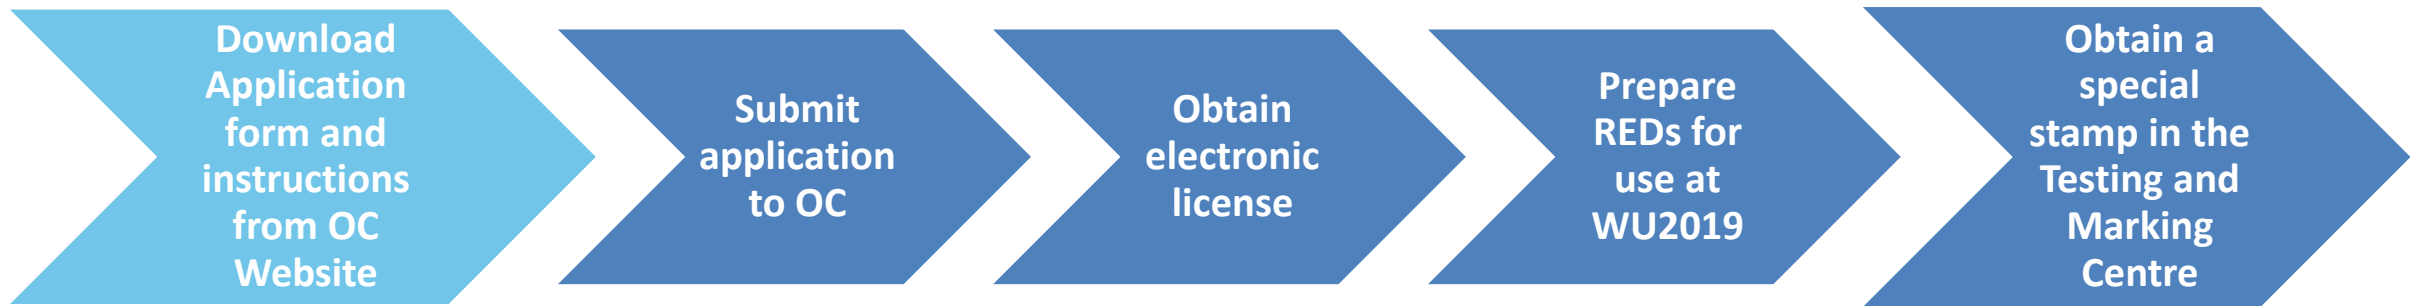 Download
Application
form and
instructions
from OC
Website
Submit
application
to OC
Obtain
electronic
license
Prepare
REDs for
use at
WU2019
Obtain a
special
stamp in the
Testing and
Marking
Centre